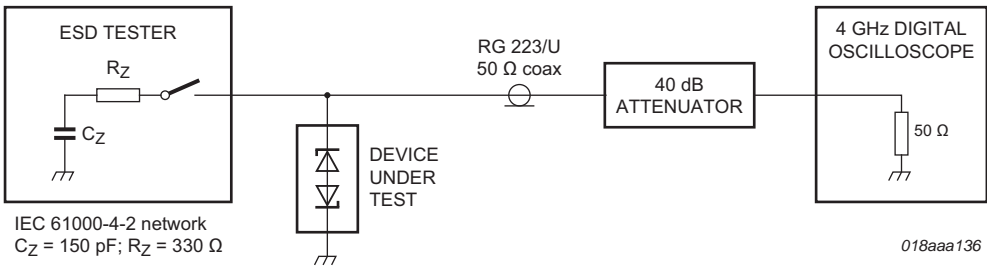 ESD TESTER
RZ
CZ
IEC 61000-4-2 network
CZ = 150 pF; RZ = 330 Ω
DEVICE
UNDER
TEST
RG 223/U
50 Ω coax
40 dB
ATTENUATOR
4 GHz DIGITAL
OSCILLOSCOPE
50 Ω
018aaa136